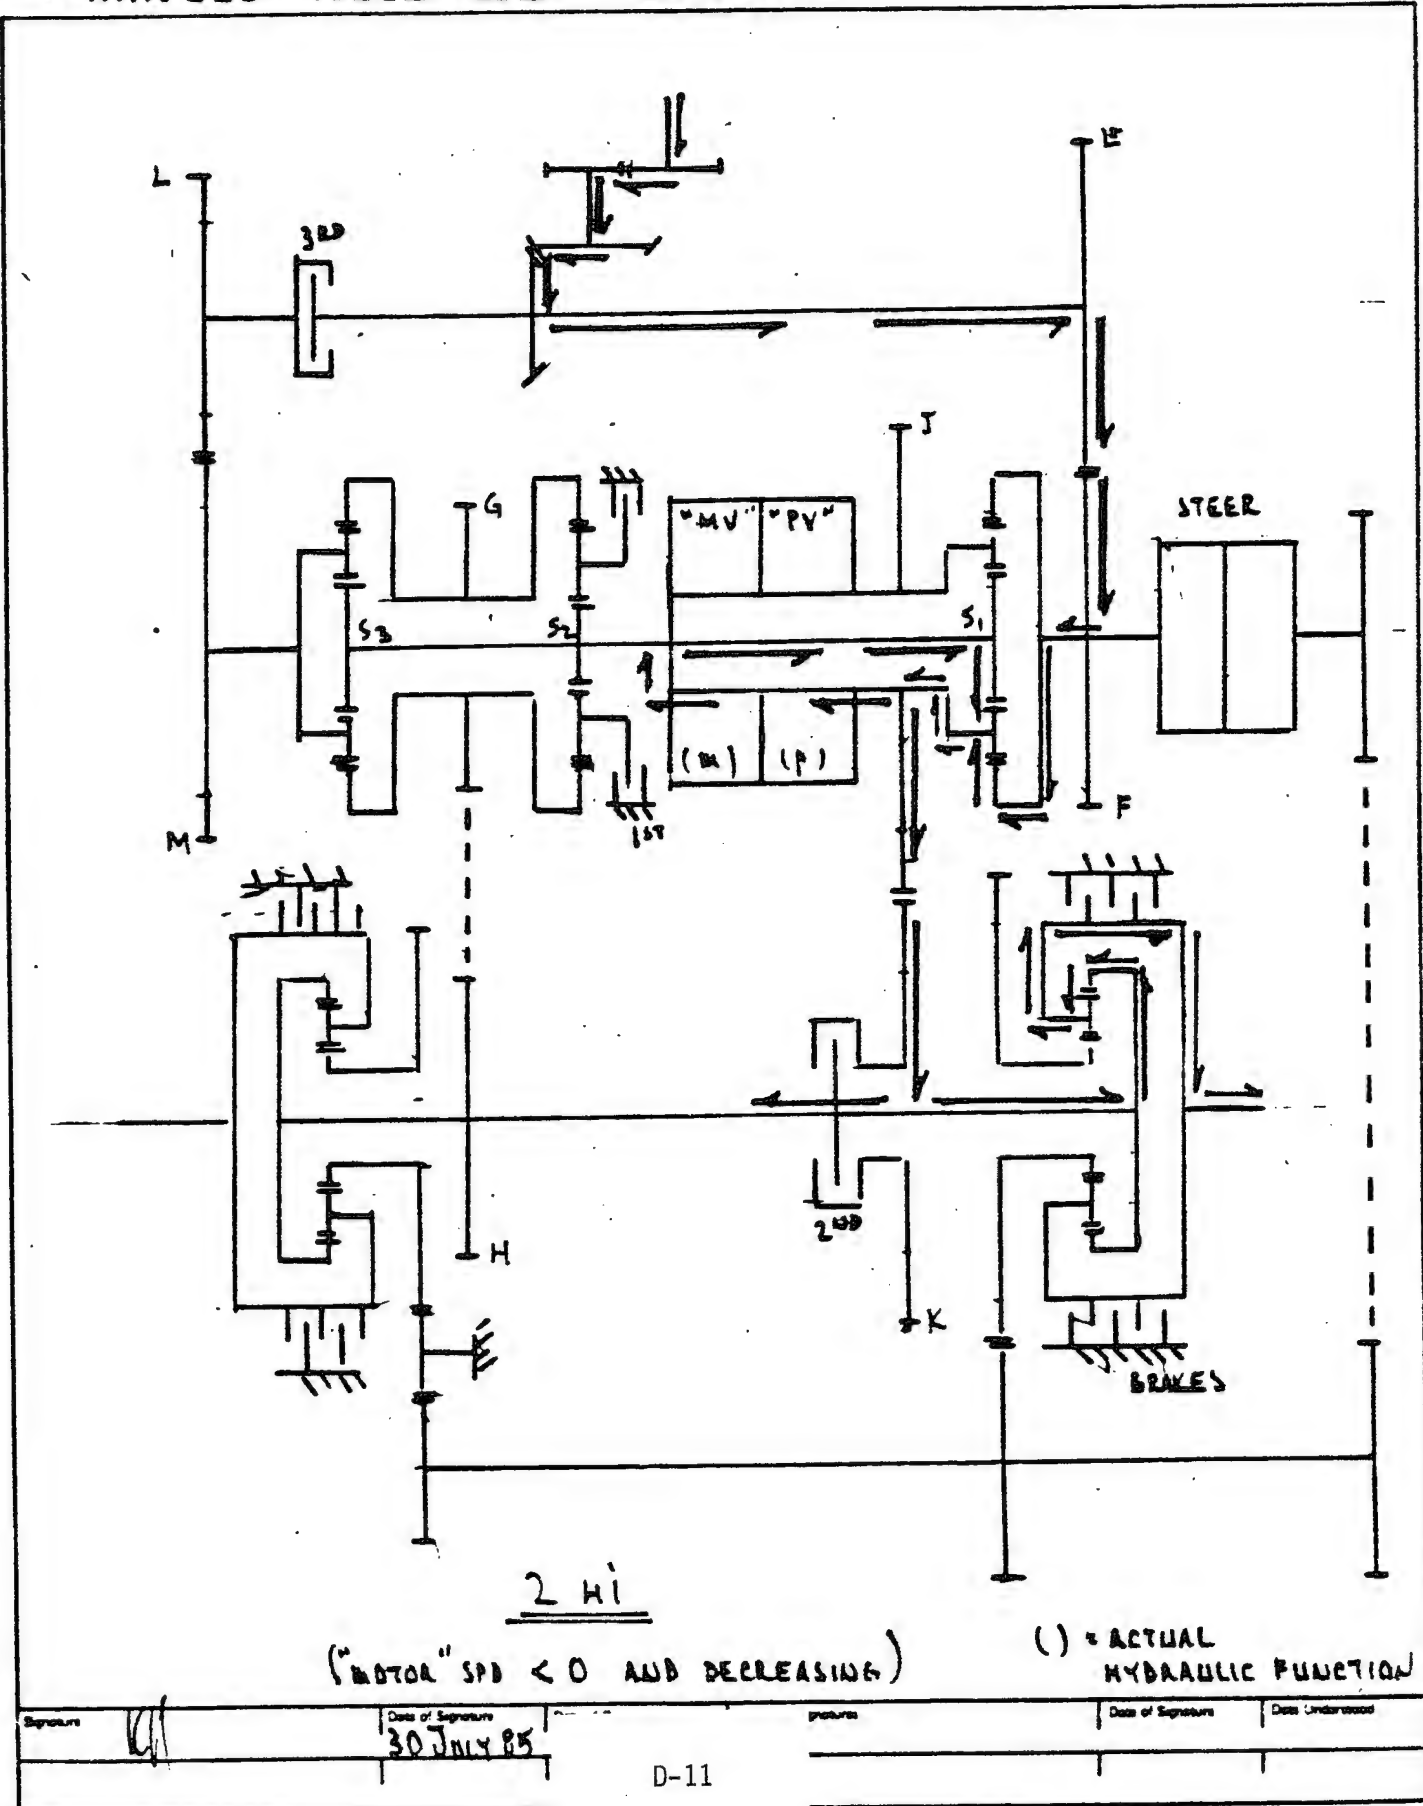 E
L
3RD
J
G
"MV" "PV"
STEER
S3
S2
S1
(M) (P)
F
M
1ST
2ND
H
K
BRAKES
2 Hi
("MOTOR" SPD < 0 AND DECREASING)
() = ACTUAL
HYDRAULIC FUNCTION
Signature
Date of Signature
Date of Signature
Date Understood
30 JULY 85
D-11